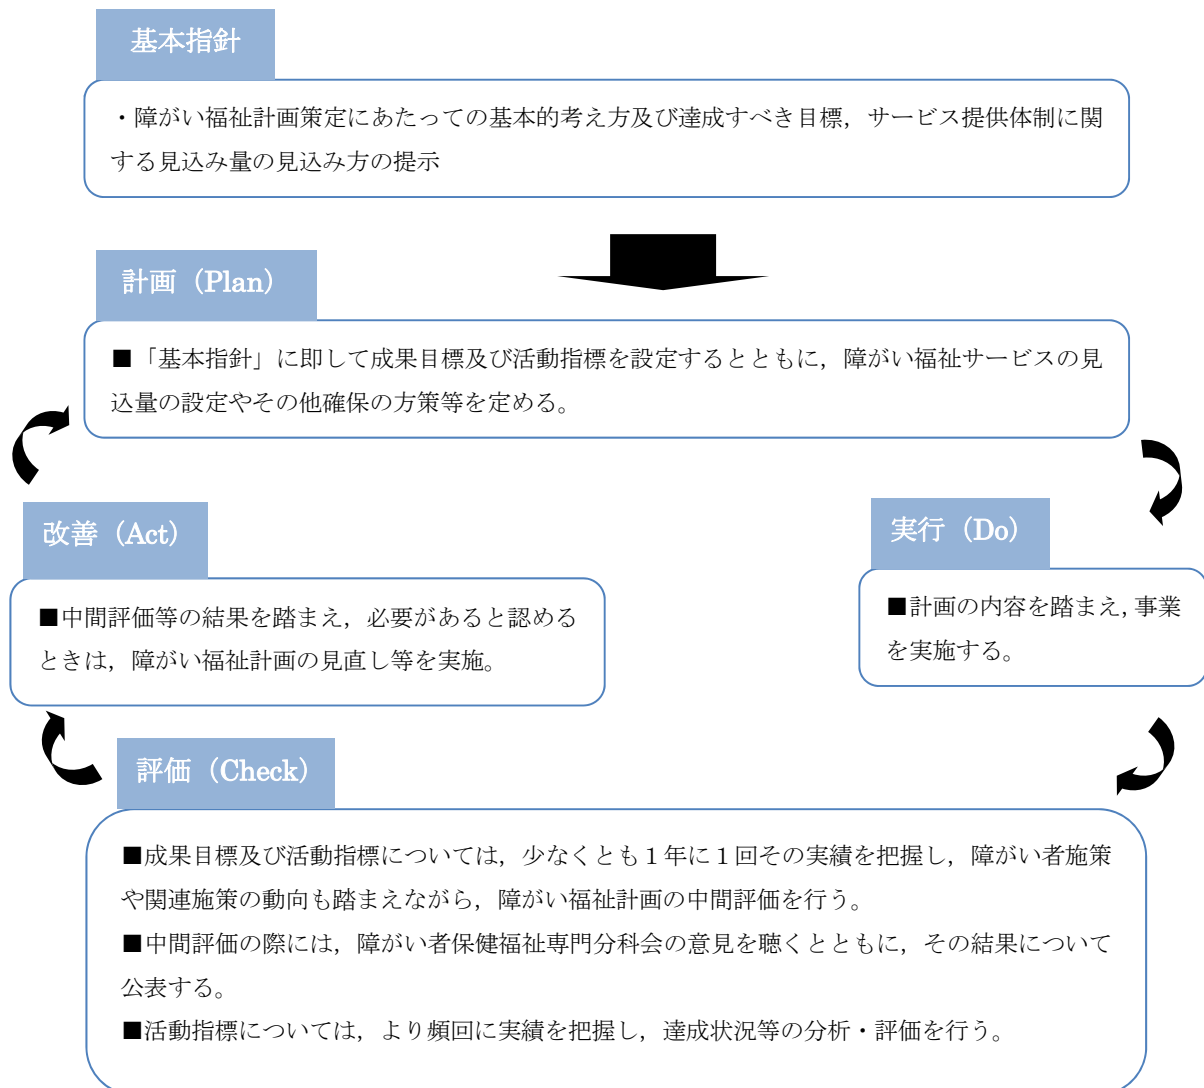 基本指針
・障がい福祉計画策定にあたっての基本的考え方及び達成すべき目標，サービス提供体制に関
する見込み量の見込み方の提示
計画（Plan）
■「基本指針」に即して成果目標及び活動指標を設定するとともに，障がい福祉サービスの見
込量の設定やその他確保の方策等を定める。
改善（Act）
■中間評価等の結果を踏まえ，必要があると認める
ときは，障がい福祉計画の見直し等を実施。
実行（Do）
■計画の内容を踏まえ，事業
を実施する。
評価（Check）
■成果目標及び活動指標については，少なくとも１年に１回その実績を把握し，障がい者施策
や関連施策の動向も踏まえながら，障がい福祉計画の中間評価を行う。
■中間評価の際には，障がい者保健福祉専門分科会の意見を聴くとともに，その結果について
公表する。
■活動指標については，より頻回に実績を把握し，達成状況等の分析・評価を行う。